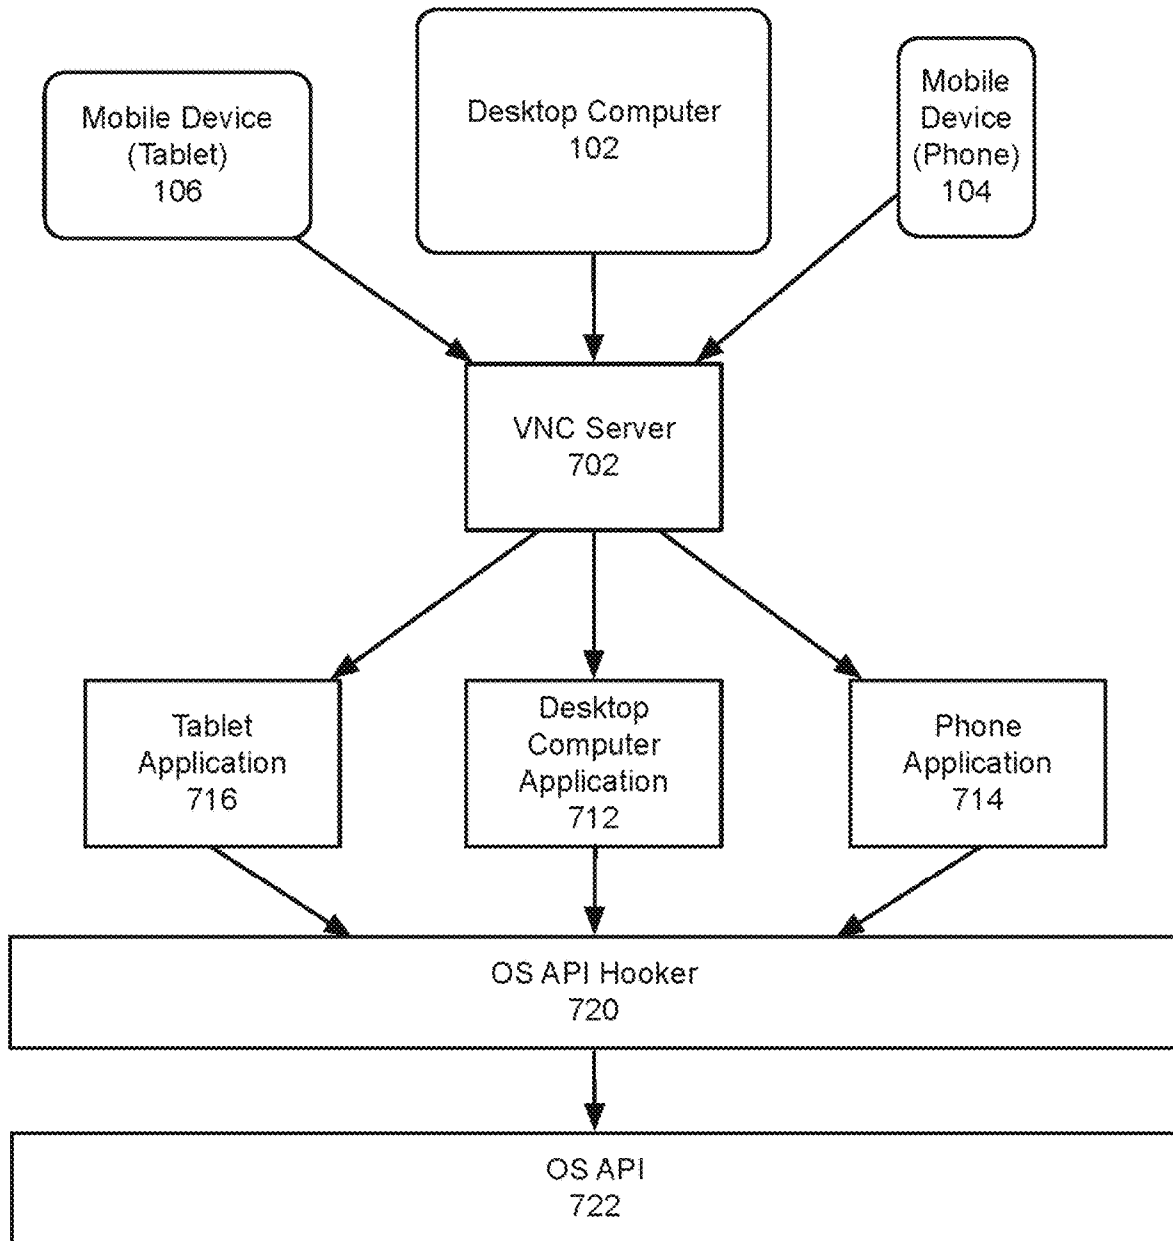 Mobile Device
(Tablet)
106
Desktop Computer
102
Mobile
Device
(Phone)
104
VNC Server
702
Tablet
Application
716
Desktop
Computer
Application
712
Phone
Application
714
OS API Hooker
720
OS API
722